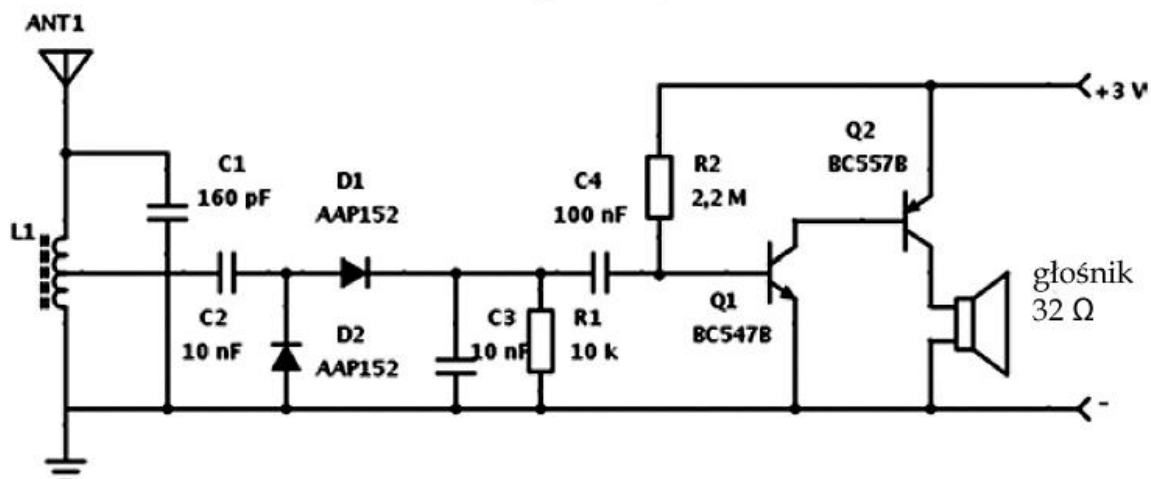 ANT1
+3 V
Q2
BC557B
C1
160 pF
D1
AAP152
C4
100 nF
R2
2,2 M
L1
głośnik
32 Ω
C2
10 nF
D2
AAP152
C3
10 nF
R1
10 k
Q1
BC547B
-